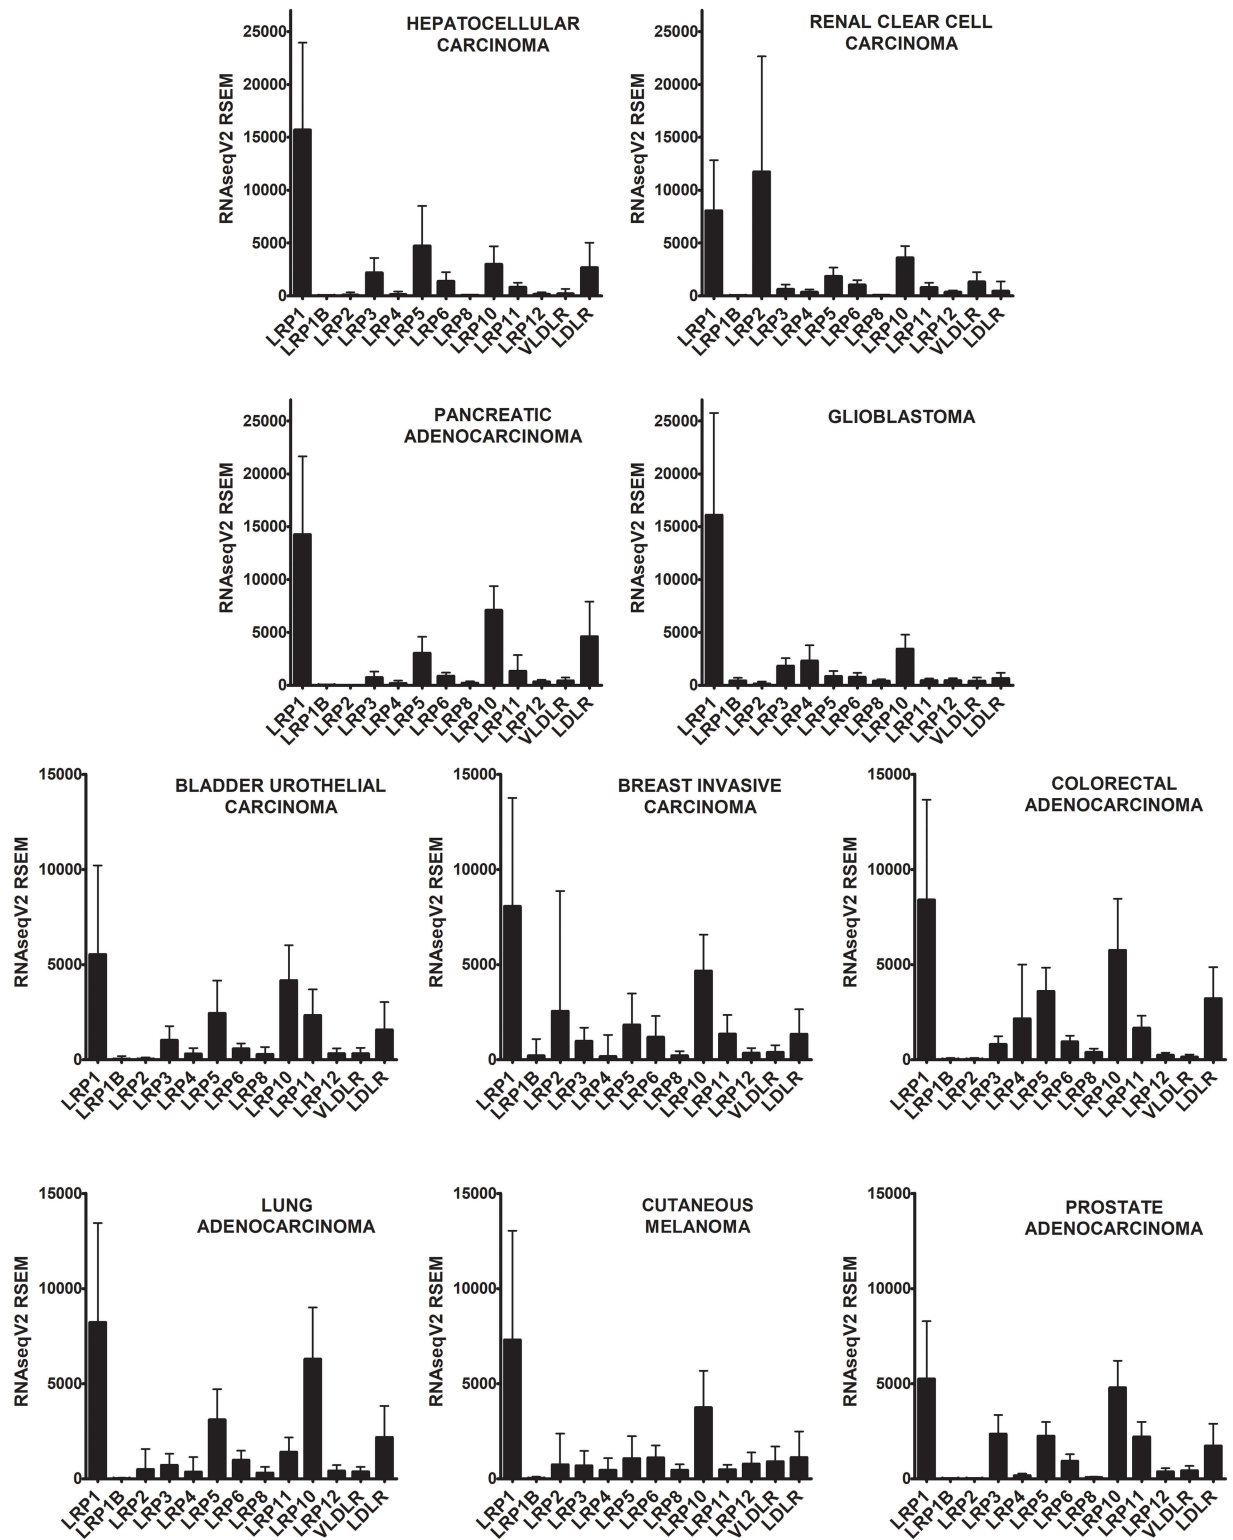 HEPATOCELLULAR
CARCINOMA
RNAseqV2 RSEM
25000
20000
15000
10000
5000
0
LRP1
LRP1B
LRP2
LRP3
LRP4
LRP5
LRP6
LRP8
LRP10
LRP11
LRP12
VLDLR
LDLR
RENAL CLEAR CELL
CARCINOMA
RNAseqV2 RSEM
25000
20000
15000
10000
5000
0
LRP1
LRP1B
LRP2
LRP3
LRP4
LRP5
LRP6
LRP8
LRP10
LRP11
LRP12
VLDLR
LDLR
PANCREATIC
ADENOCARCINOMA
RNAseqV2 RSEM
25000
20000
15000
10000
5000
0
LRP1
LRP1B
LRP2
LRP3
LRP4
LRP5
LRP6
LRP8
LRP10
LRP11
LRP12
VLDLR
LDLR
GLIOBLASTOMA
RNAseqV2 RSEM
25000
20000
15000
10000
5000
0
LRP1
LRP1B
LRP2
LRP3
LRP4
LRP5
LRP6
LRP8
LRP10
LRP11
LRP12
VLDLR
LDLR
BLADDER UROTHELIAL
CARCINOMA
RNAseqV2 RSEM
15000
10000
5000
0
LRP1
LRP1B
LRP2
LRP3
LRP4
LRP5
LRP6
LRP8
LRP10
LRP11
LRP12
VLDLR
LDLR
BREAST INVASIVE
CARCINOMA
RNAseqV2 RSEM
15000
10000
5000
0
LRP1
LRP1B
LRP2
LRP3
LRP4
LRP5
LRP6
LRP8
LRP10
LRP11
LRP12
VLDLR
LDLR
COLORECTAL
ADENOCARCINOMA
RNAseqV2 RSEM
15000
10000
5000
0
LRP1
LRP1B
LRP2
LRP3
LRP4
LRP5
LRP6
LRP8
LRP10
LRP11
LRP12
VLDLR
LDLR
LUNG
ADENOCARCINOMA
RNAseqV2 RSEM
15000
10000
5000
0
LRP1
LRP1B
LRP2
LRP3
LRP4
LRP5
LRP6
LRP8
LRP11
LRP10
LRP12
VLDLR
LDLR
CUTANEOUS
MELANOMA
RNAseqV2 RSEM
15000
10000
5000
0
LRP1
LRP1B
LRP2
LRP3
LRP4
LRP5
LRP6
LRP8
LRP10
LRP11
LRP12
VLDLR
LDLR
PROSTATE
ADENOCARCINOMA
RNAseqV2 RSEM
15000
10000
5000
0
LRP1
LRP1B
LRP2
LRP3
LRP4
LRP5
LRP6
LRP8
LRP10
LRP11
LRP12
VLDLR
LDLR